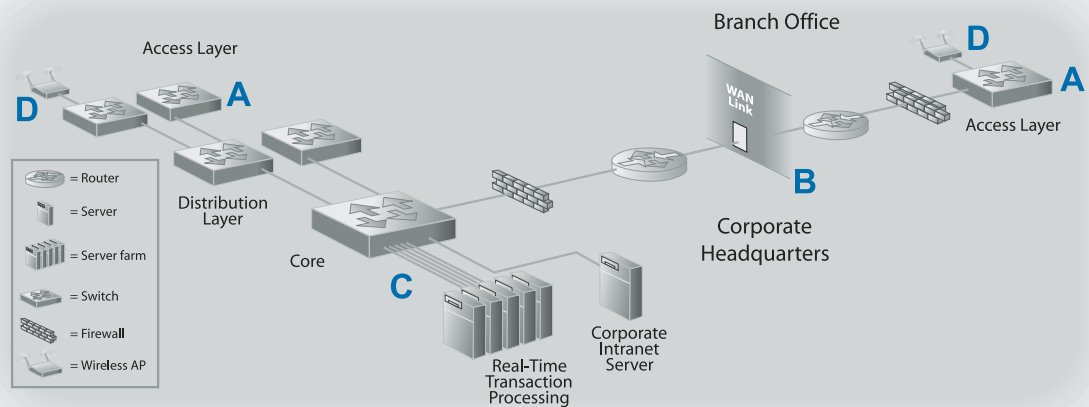 Branch Office
D
A
Access Layer
WAN
Link
B
Corporate
Headquarters
Access Layer
D
A
Distribution
Layer
Core
C
Real-Time
Transaction
Processing
Corporate
Intranet
Server
= Router
= Server
= Server farm
= Switch
= Firewall
= Wireless AP